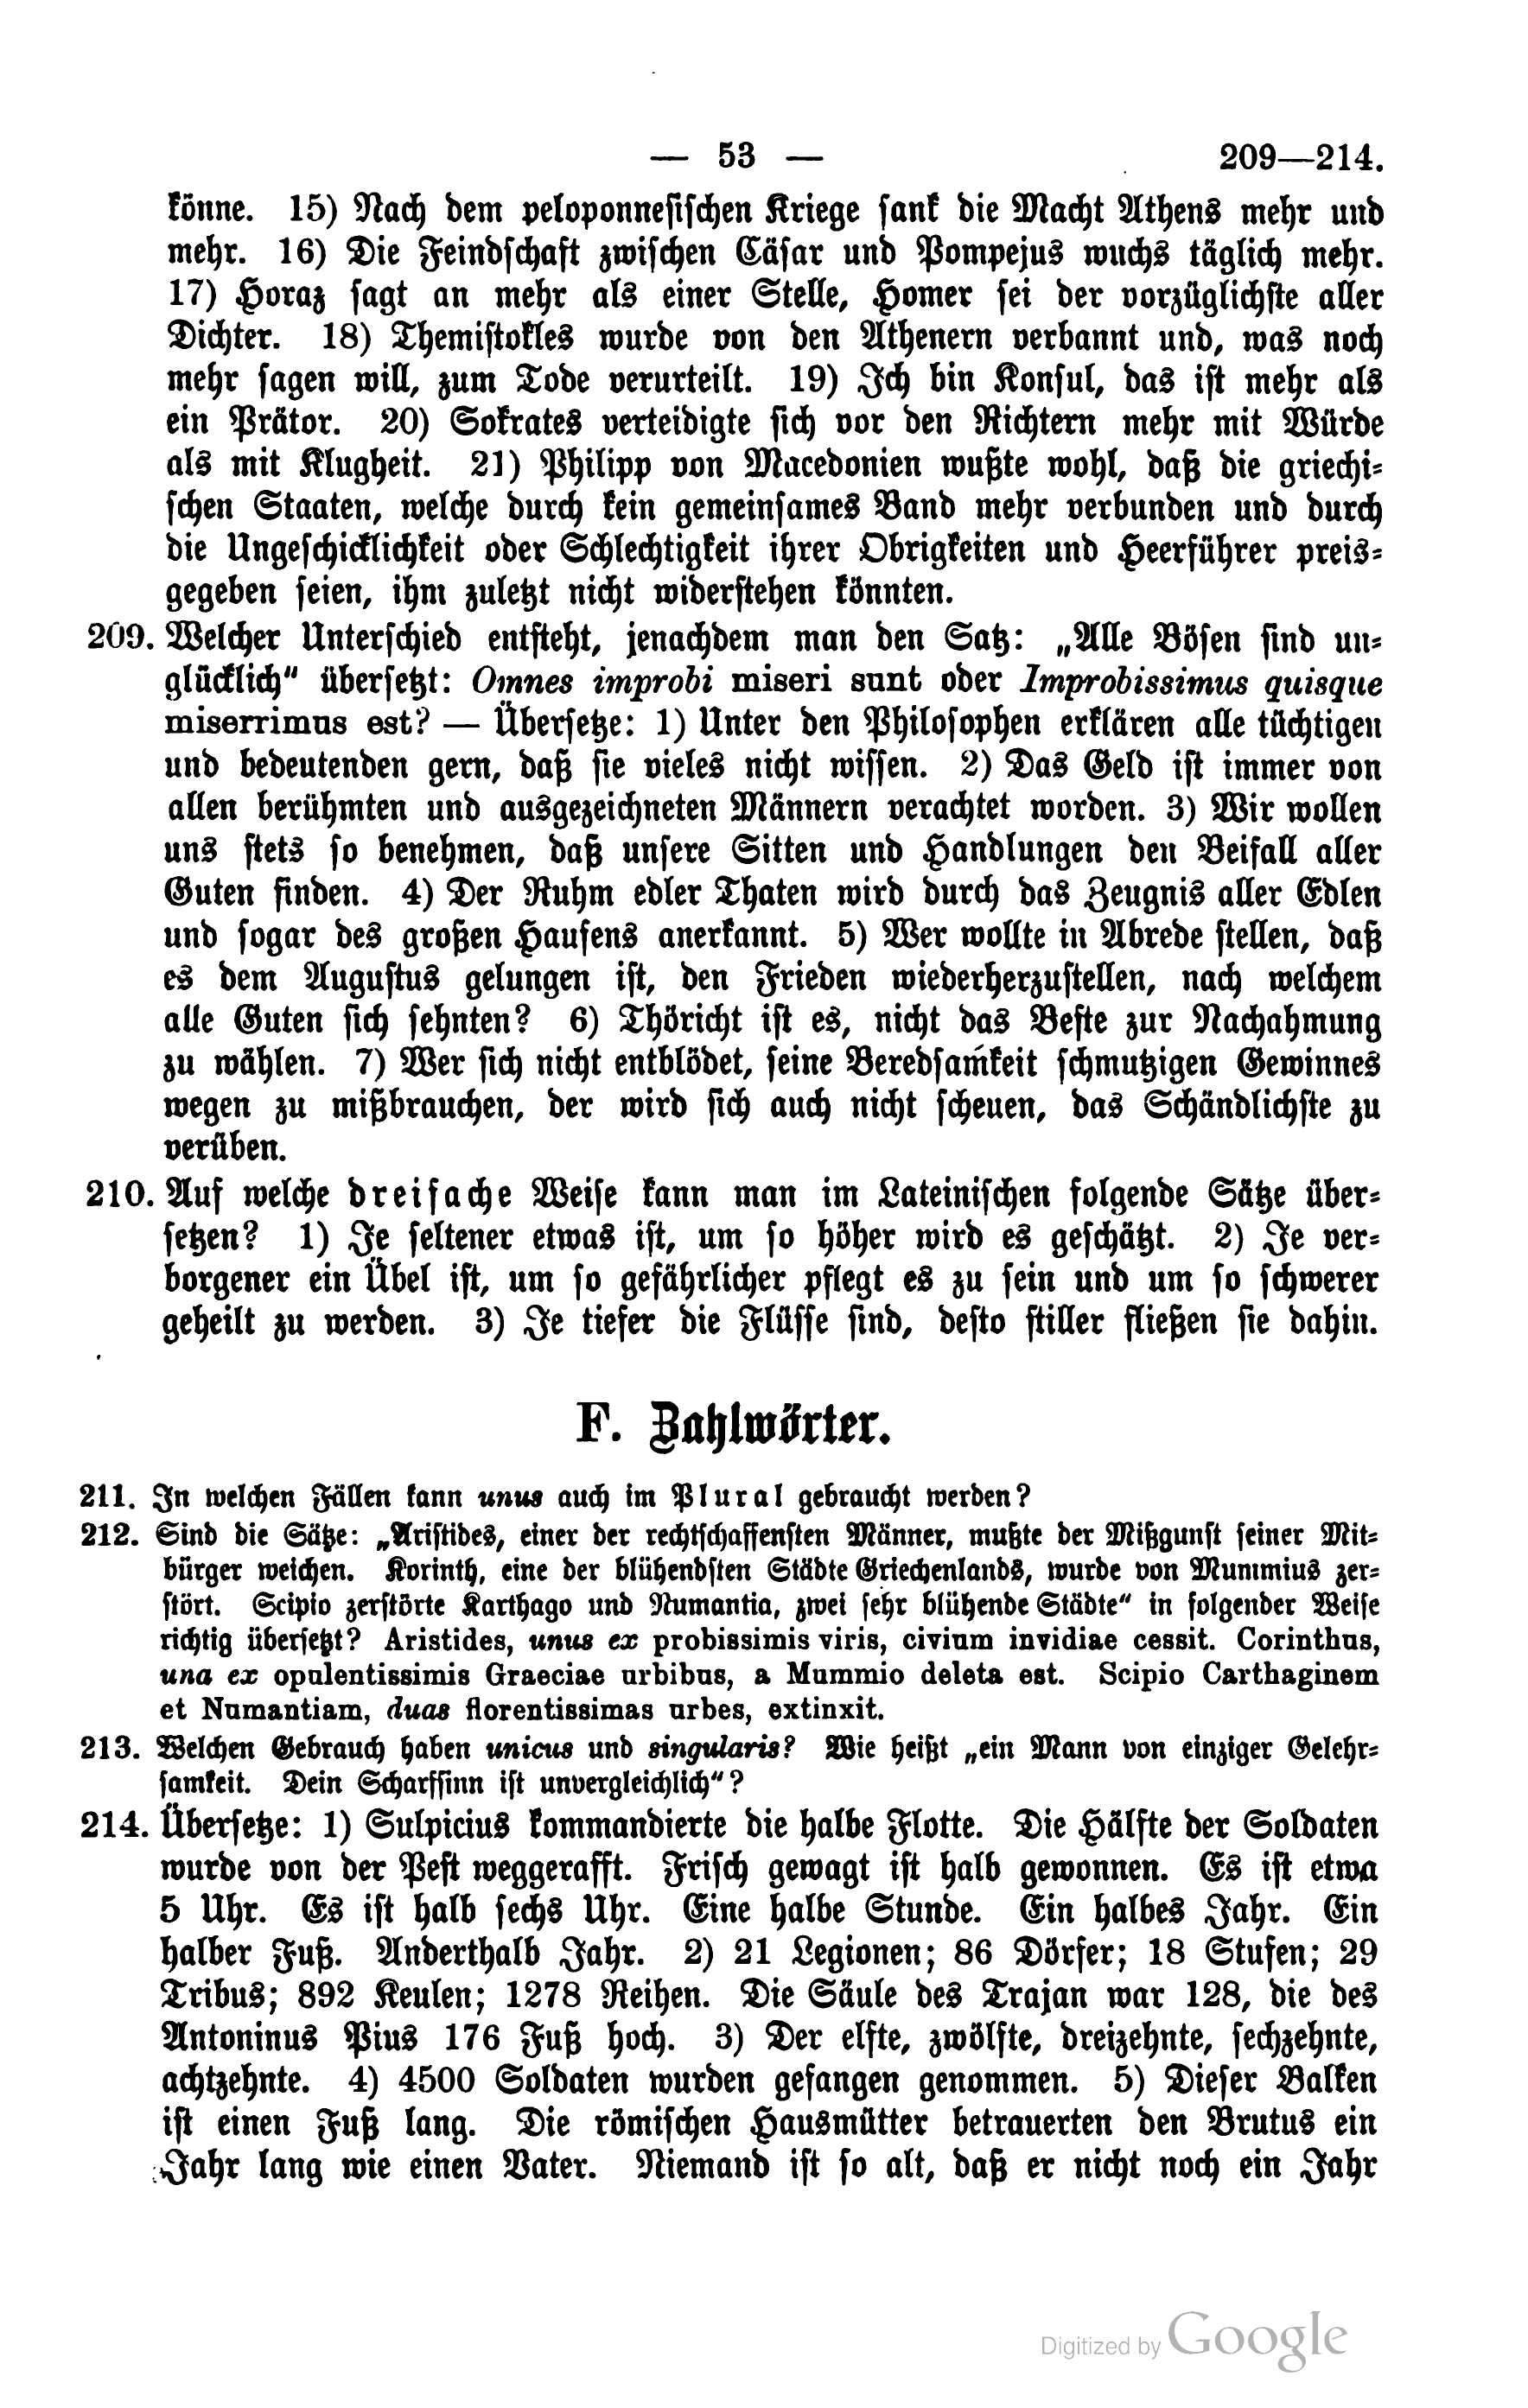 — 53 — 209—214.
könne. 15) Nach dem peloponnesischen Kriege sank die Macht Athens mehr und
mehr. 16) Die Feindschaft zwischen Cäsar und Pompejus wuchs täglich mehr.
17) Horaz sagt an mehr als einer Stelle, Homer sei der vorzüglichste aller
Dichter. 18) Themistokles wurde von den Athenern verbannt und, was noch
mehr sagen will, zum Tode verurteilt. 19) Ich bin Konsul, das ist mehr als
ein Prätor. 20) Sokrates verteidigte sich vor den Richtern mehr mit Würde
als mit Klugheit. 21) Philipp von Macedonien wußte wohl, daß die griechi-
schen Staaten, welche durch kein gemeinsames Band mehr verbunden und durch
die Ungeschicklichkeit oder Schlechtigkeit ihrer Obrigkeiten und Heerführer preis-
gegeben seien, ihm zuletzt nicht widerstehen könnten.
209. Welcher Unterschied entsteht, jenachdem man den Satz: „Alle Bösen sind un-
glücklich“ übersetzt: Omnes improbi miseri sunt oder Improbissimus quisque
miserrimus est? — Übersetze: 1) Unter den Philosophen erklären alle tüchtigen
und bedeutenden gern, daß sie vieles nicht wissen. 2) Das Geld ist immer von
allen berühmten und ausgezeichneten Männern verachtet worden. 3) Wir wollen
uns stets so benehmen, daß unsere Sitten und Handlungen den Beifall aller
Guten finden. 4) Der Ruhm edler Thaten wird durch das Zeugnis aller Edlen
und sogar des großen Haufens anerkannt. 5) Wer wollte in Abrede stellen, daß
es dem Augustus gelungen ist, den Frieden wiederherzustellen, nach welchem
alle Guten sich sehnten? 6) Thöricht ist es, nicht das Beste zur Nachahmung
zu wählen. 7) Wer sich nicht entblödet, seine Beredsamkeit schmutzigen Gewinnes
wegen zu mißbrauchen, der wird sich auch nicht scheuen, das Schändlichste zu
verüben.
210. Auf welche dreifache Weise kann man im Lateinischen folgende Sätze über-
setzen? 1) Je seltener etwas ist, um so höher wird es geschätzt. 2) Je ver-
borgener ein Übel ist, um so gefährlicher pflegt es zu sein und um so schwerer
geheilt zu werden. 3) Je tiefer die Flüsse sind, desto stiller fließen sie dahin.
F. Zahlwörter.
211. In welchen Fällen kann unus auch im Plural gebraucht werden?
212. Sind die Sätze: „Aristides, einer der rechtschaffensten Männer, mußte der Mißgunst seiner Mit-
bürger weichen. Korinth, eine der blühendsten Städte Griechenlands, wurde von Mummius zer-
stört. Scipio zerstörte Karthago und Numantia, zwei sehr blühende Städte“ in folgender Weise
richtig übersetzt? Aristides, unus ex probissimis viris, civium invidiae cessit. Corinthus,
una ex opulentissimis Graeciae urbibus, a Mummio deleta est. Scipio Carthaginem
et Numantiam, duas florentissimas urbes, extinxit.
213. Welchen Gebrauch haben unicus und singularis? Wie heißt „ein Mann von einziger Gelehr-
samkeit. Dein Scharfsinn ist unvergleichlich“?
214. Übersetze: 1) Sulpicius kommandierte die halbe Flotte. Die Hälfte der Soldaten
wurde von der Pest weggerafft. Frisch gewagt ist halb gewonnen. Es ist etwa
5 Uhr. Es ist halb sechs Uhr. Eine halbe Stunde. Ein halbes Jahr. Ein
halber Fuß. Anderthalb Jahr. 2) 21 Legionen; 86 Dörfer; 18 Stufen; 29
Tribus; 892 Keulen; 1278 Reihen. Die Säule des Trajan war 128, die des
Antoninus Pius 176 Fuß hoch. 3) Der elfte, zwölfte, dreizehnte, sechzehnte,
achtzehnte. 4) 4500 Soldaten wurden gefangen genommen. 5) Dieser Balken
ist einen Fuß lang. Die römischen Hausmütter betrauerten den Brutus ein
Jahr lang wie einen Vater. Niemand ist so alt, daß er nicht noch ein Jahr
Digitized by Google